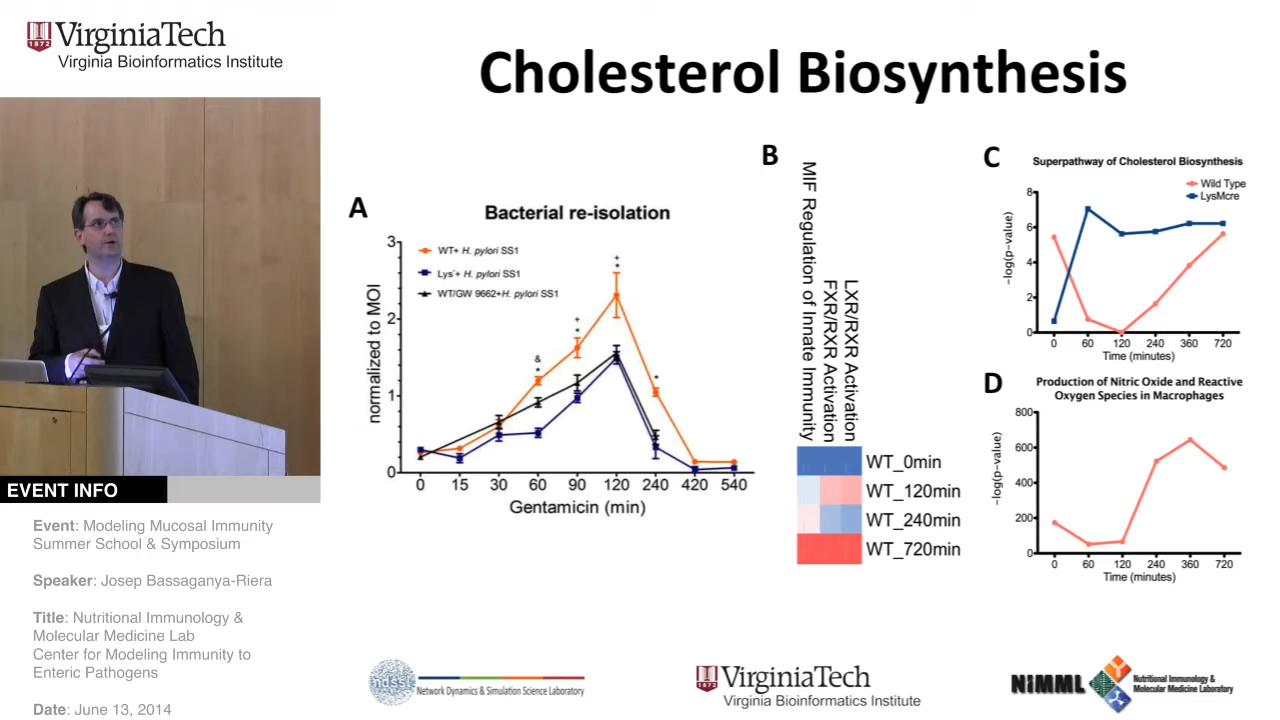 VirginiaTech
1872
Virginia Bioinformatics Institute
Cholesterol Biosynthesis
EVENT INFO
Event: Modeling Mucosal Immunity
Summer School & Symposium
Speaker: Josep Bassaganya-Riera
Title: Nutritional Immunology &
Molecular Medicine Lab
Center for Modeling Immunity to
Enteric Pathogens
Date: June 13, 2014
A
Bacterial re-isolation
WT+ H. pylori SS1
Lys-+ H. pylori SS1
WT/GW 9662+H. pylori SS1
normalized to MOI
3
2
1
0
&
*
+
*
+
*
*
0 15 30 60 90 120 240 420 540
Gentamicin (min)
B
MIF Regulation of Innate Immunity
FXR/RXR Activation
LXR/RXR Activation
WT_0min
WT_120min
WT_240min
WT_720min
C
Superpathway of Cholesterol Biosynthesis
Wild Type
LysMcre
-log(p-value)
8
6
4
2
0
0 60 120 240 360 720
Time (minutes)
D
Production of Nitric Oxide and Reactive
Oxygen Species in Macrophages
-log(p-value)
800
600
400
200
0
0 60 120 240 360 720
Time (minutes)
ndssl
Network Dynamics & Simulation Science Laboratory
VirginiaTech
1872
Virginia Bioinformatics Institute
NIMML
Nutritional Immunology &
Molecular Medicine Laboratory